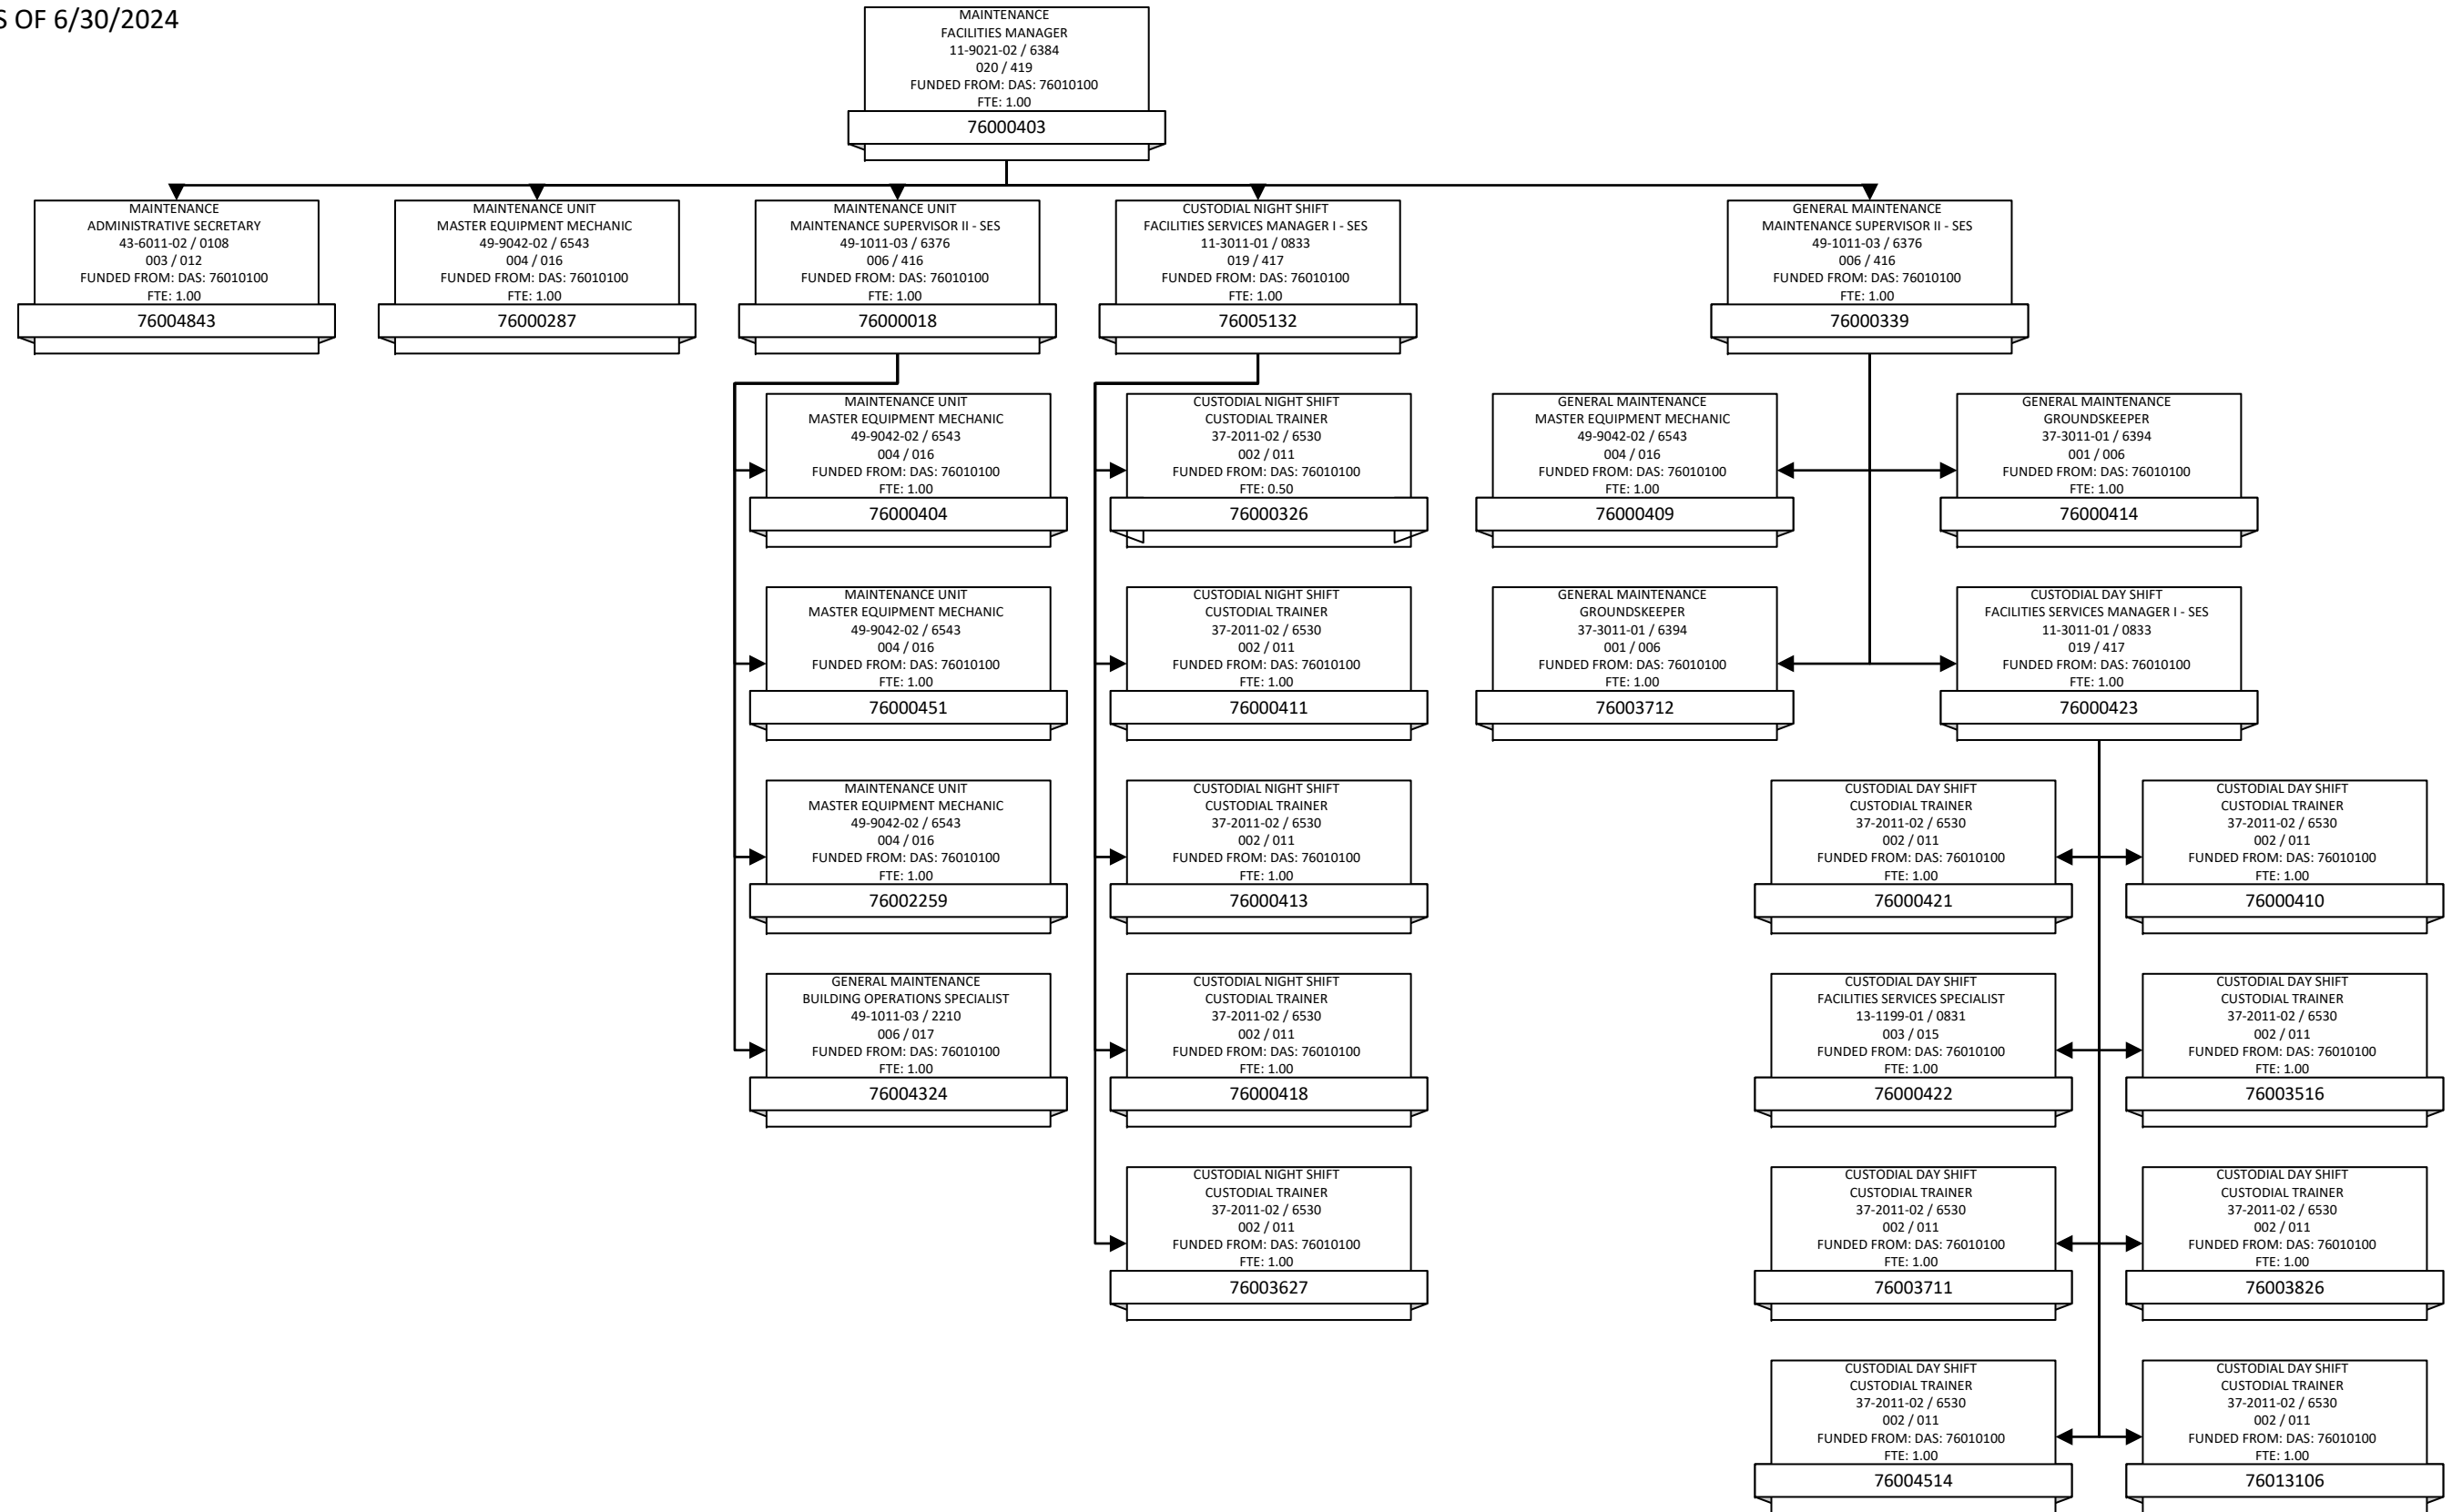 S OF 6/30/2024
MAINTENANCE
FACILITIES MANAGER
11-9021-02 / 6384
020 / 419
FUNDED FROM: DAS: 76010100
FTE: 1.00
76000403
MAINTENANCE
ADMINISTRATIVE SECRETARY
43-6011-02 / 0108
003 / 012
FUNDED FROM: DAS: 76010100
FTE: 1.00
76004843
MAINTENANCE UNIT
MASTER EQUIPMENT MECHANIC
49-9042-02 / 6543
004 / 016
FUNDED FROM: DAS: 76010100
FTE: 1.00
76000287
MAINTENANCE UNIT
MAINTENANCE SUPERVISOR II - SES
49-1011-03 / 6376
006 / 416
FUNDED FROM: DAS: 76010100
FTE: 1.00
76000018
CUSTODIAL NIGHT SHIFT
FACILITIES SERVICES MANAGER I - SES
11-3011-01 / 0833
019 / 417
FUNDED FROM: DAS: 76010100
FTE: 1.00
76005132
GENERAL MAINTENANCE
MAINTENANCE SUPERVISOR II - SES
49-1011-03 / 6376
006 / 416
FUNDED FROM: DAS: 76010100
FTE: 1.00
76000339
MAINTENANCE UNIT
MASTER EQUIPMENT MECHANIC
49-9042-02 / 6543
004 / 016
FUNDED FROM: DAS: 76010100
FTE: 1.00
76000404
CUSTODIAL NIGHT SHIFT
CUSTODIAL TRAINER
37-2011-02 / 6530
002 / 011
FUNDED FROM: DAS: 76010100
FTE: 0.50
76000326
GENERAL MAINTENANCE
MASTER EQUIPMENT MECHANIC
49-9042-02 / 6543
004 / 016
FUNDED FROM: DAS: 76010100
FTE: 1.00
76000409
GENERAL MAINTENANCE
GROUNDSKEEPER
37-3011-01 / 6394
001 / 006
FUNDED FROM: DAS: 76010100
FTE: 1.00
76000414
MAINTENANCE UNIT
MASTER EQUIPMENT MECHANIC
49-9042-02 / 6543
004 / 016
FUNDED FROM: DAS: 76010100
FTE: 1.00
76000451
CUSTODIAL NIGHT SHIFT
CUSTODIAL TRAINER
37-2011-02 / 6530
002 / 011
FUNDED FROM: DAS: 76010100
FTE: 1.00
76000411
GENERAL MAINTENANCE
GROUNDSKEEPER
37-3011-01 / 6394
001 / 006
FUNDED FROM: DAS: 76010100
FTE: 1.00
76003712
CUSTODIAL DAY SHIFT
FACILITIES SERVICES MANAGER I - SES
11-3011-01 / 0833
019 / 417
FUNDED FROM: DAS: 76010100
FTE: 1.00
76000423
MAINTENANCE UNIT
MASTER EQUIPMENT MECHANIC
49-9042-02 / 6543
004 / 016
FUNDED FROM: DAS: 76010100
FTE: 1.00
76002259
CUSTODIAL NIGHT SHIFT
CUSTODIAL TRAINER
37-2011-02 / 6530
002 / 011
FUNDED FROM: DAS: 76010100
FTE: 1.00
76000413
CUSTODIAL DAY SHIFT
CUSTODIAL TRAINER
37-2011-02 / 6530
002 / 011
FUNDED FROM: DAS: 76010100
FTE: 1.00
76000421
CUSTODIAL DAY SHIFT
CUSTODIAL TRAINER
37-2011-02 / 6530
002 / 011
FUNDED FROM: DAS: 76010100
FTE: 1.00
76000410
GENERAL MAINTENANCE
BUILDING OPERATIONS SPECIALIST
49-1011-03 / 2210
006 / 017
FUNDED FROM: DAS: 76010100
FTE: 1.00
76004324
CUSTODIAL NIGHT SHIFT
CUSTODIAL TRAINER
37-2011-02 / 6530
002 / 011
FUNDED FROM: DAS: 76010100
FTE: 1.00
76000418
CUSTODIAL DAY SHIFT
FACILITIES SERVICES SPECIALIST
13-1199-01 / 0831
003 / 015
FUNDED FROM: DAS: 76010100
FTE: 1.00
76000422
CUSTODIAL DAY SHIFT
CUSTODIAL TRAINER
37-2011-02 / 6530
002 / 011
FUNDED FROM: DAS: 76010100
FTE: 1.00
76003516
CUSTODIAL NIGHT SHIFT
CUSTODIAL TRAINER
37-2011-02 / 6530
002 / 011
FUNDED FROM: DAS: 76010100
FTE: 1.00
76003627
CUSTODIAL DAY SHIFT
CUSTODIAL TRAINER
37-2011-02 / 6530
002 / 011
FUNDED FROM: DAS: 76010100
FTE: 1.00
76003711
CUSTODIAL DAY SHIFT
CUSTODIAL TRAINER
37-2011-02 / 6530
002 / 011
FUNDED FROM: DAS: 76010100
FTE: 1.00
76003826
CUSTODIAL DAY SHIFT
CUSTODIAL TRAINER
37-2011-02 / 6530
002 / 011
FUNDED FROM: DAS: 76010100
FTE: 1.00
76004514
CUSTODIAL DAY SHIFT
CUSTODIAL TRAINER
37-2011-02 / 6530
002 / 011
FUNDED FROM: DAS: 76010100
FTE: 1.00
76013106